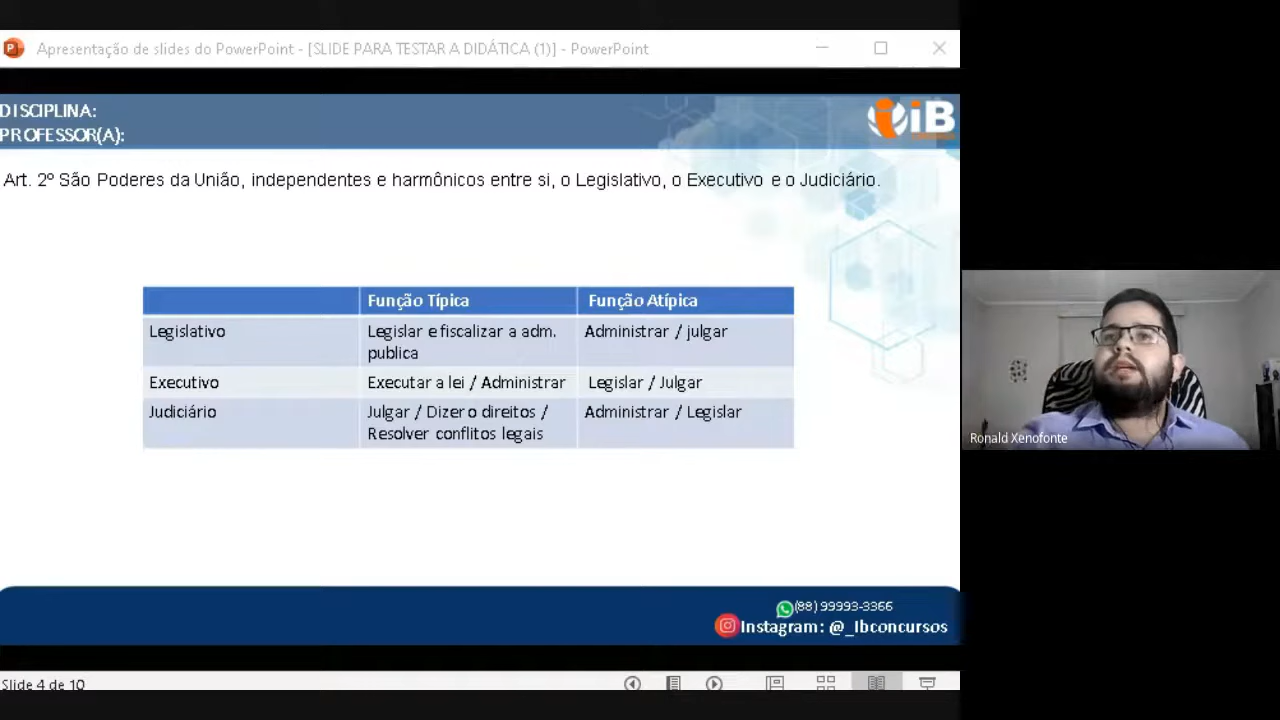 Apresentação de slides do PowerPoint - [SLIDE PARA TESTAR A DIDÁTICA (1)] - PowerPoint
DISCIPLINA:
PROFESSOR(A):
iB
Art. 2º São Poderes da União, independentes e harmônicos entre si, o Legislativo, o Executivo e o Judiciário.
Função Típica Função Atípica
Legislativo Legislar e fiscalizar a adm. Administrar / julgar
publica
Executivo Executar a lei / Administrar Legislar / Julgar
Judiciário Julgar / Dizer o direitos / Administrar / Legislar
Resolver conflitos legais
Ronald Xenofonte
(88) 99993-3366
Instagram: @_Ibconcursos
Slide 4 de 10